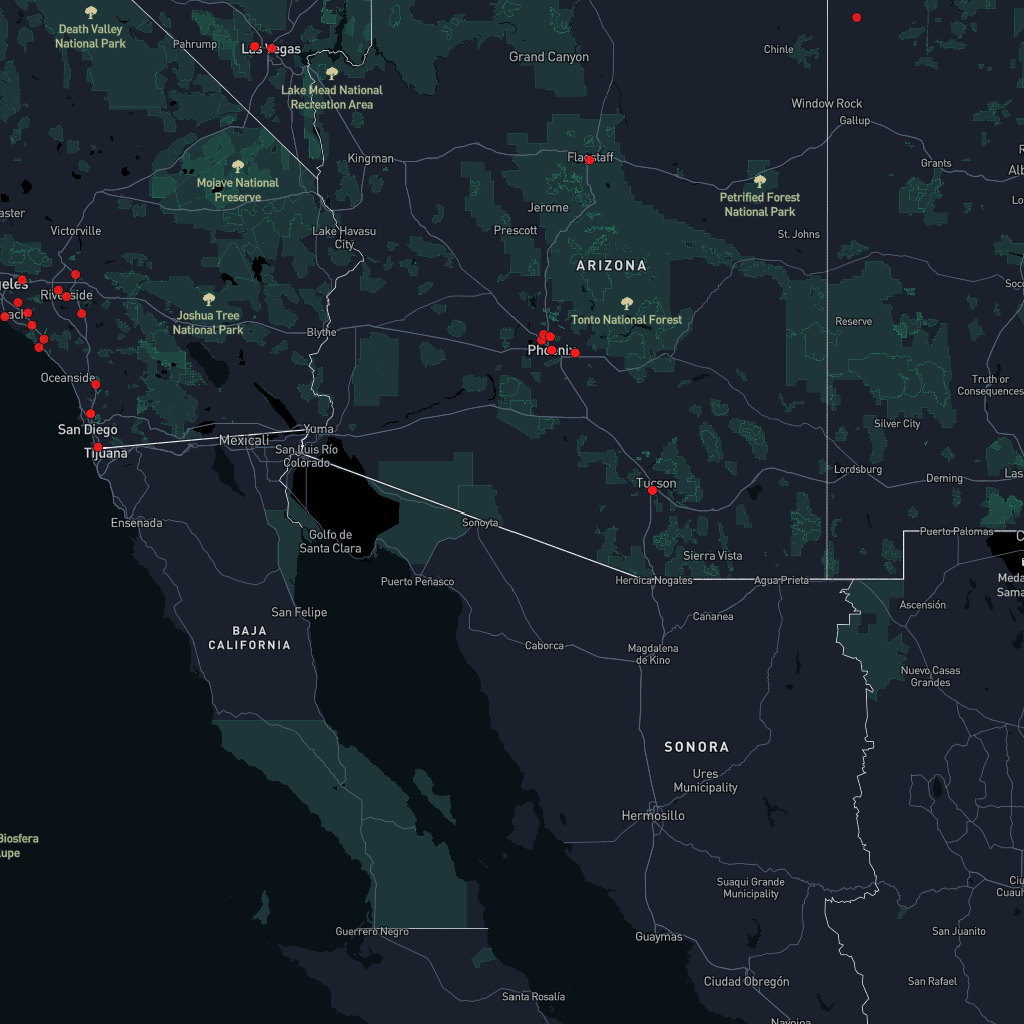 Death Valley
National Park
Pahrump
Las Vegas
Grand Canyon
Chinle
Lake Mead National
Recreation Area
Window Rock
Gallup
Kingman
Flagstaff
Grants
Mojave National
Preserve
Petrified Forest
National Park
aster
Jerome
Victorville
Lake Havasu
City
Prescott
St. Johns
ARIZONA
geles
Riverside
Joshua Tree
National Park
Tonto National Forest
Blythe
Reserve
Phoenix
Oceanside
Truth or
Consequences
San Diego
Yuma
Mexicali
Silver City
Tijuana
San Luis Río
Colorado
Lordsburg
Deming
Las
Tucson
Ensenada
Sonoyta
Golfo de
Santa Clara
Puerto Palomas
Sierra Vista
Puerto Peñasco
Heroica Nogales
Agua Prieta
Meda
Sama
San Felipe
Ascensión
Cananea
BAJA
CALIFORNIA
Caborca
Magdalena
de Kino
Nuevo Casas
Grandes
SONORA
Ures
Municipality
Hermosillo
Biosfera
lupe
Suaqui Grande
Municipality
Ciu
Cuauh
Guerrero Negro
Guaymas
San Juanito
Ciudad Obregón
San Rafael
Santa Rosalía
Navojoa